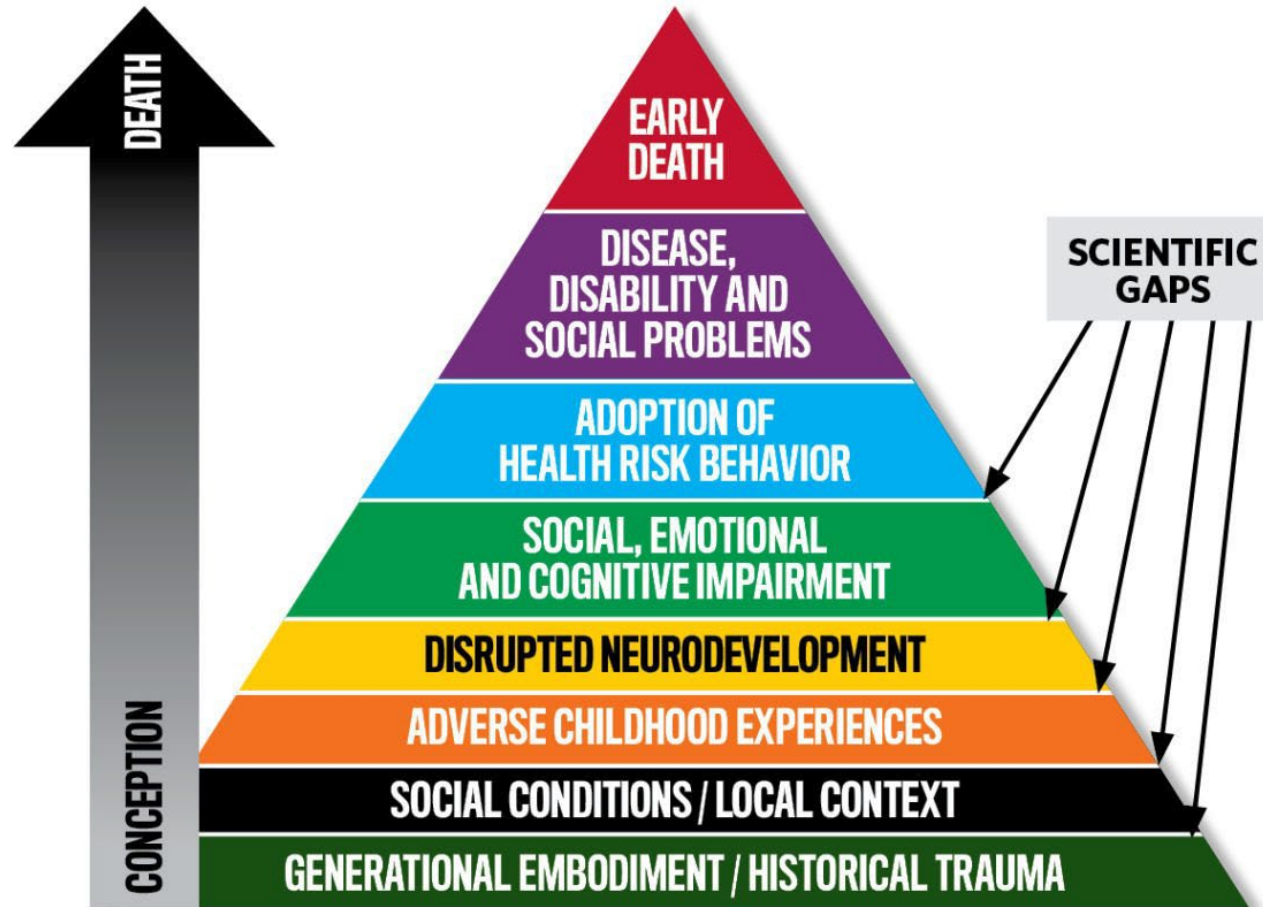 DEATH
CONCEPTION
EARLY
DEATH
DISEASE,
DISABILITY AND
SOCIAL PROBLEMS
ADOPTION OF
HEALTH RISK BEHAVIOR
SOCIAL, EMOTIONAL
AND COGNITIVE IMPAIRMENT
DISRUPTED NEURODEVELOPMENT
ADVERSE CHILDHOOD EXPERIENCES
SOCIAL CONDITIONS / LOCAL CONTEXT
GENERATIONAL EMBODIMENT / HISTORICAL TRAUMA
SCIENTIFIC
GAPS